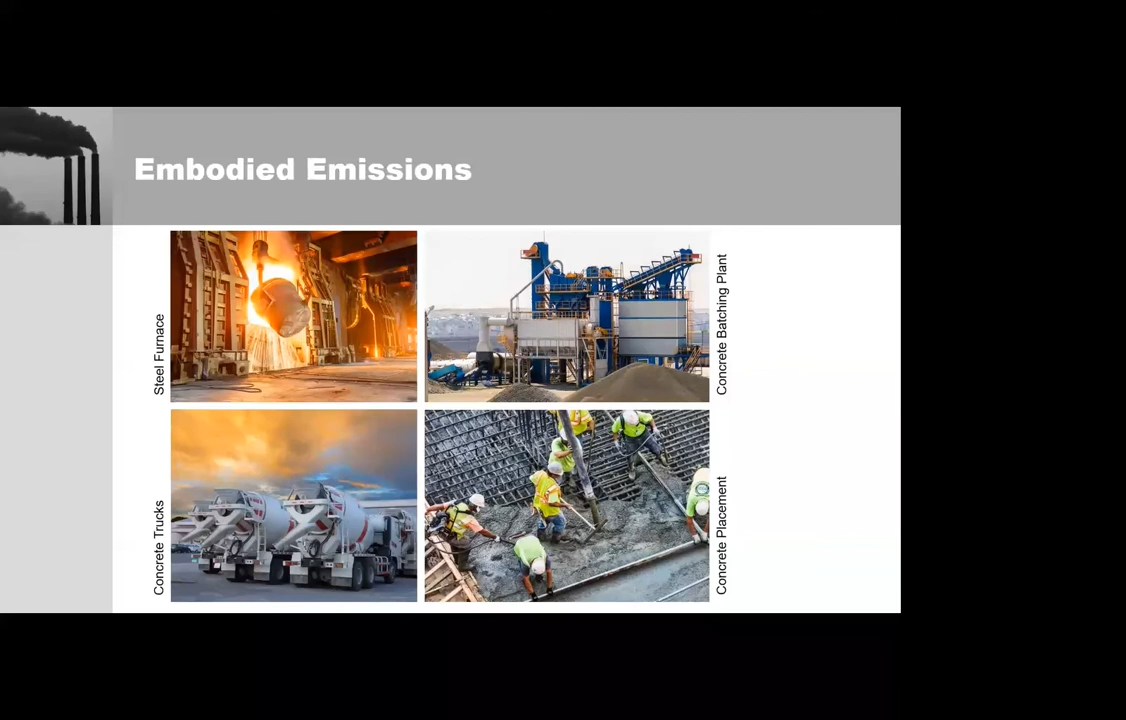 Embodied Emissions
Steel Furnace
Concrete Batching Plant
Concrete Trucks
Concrete Placement